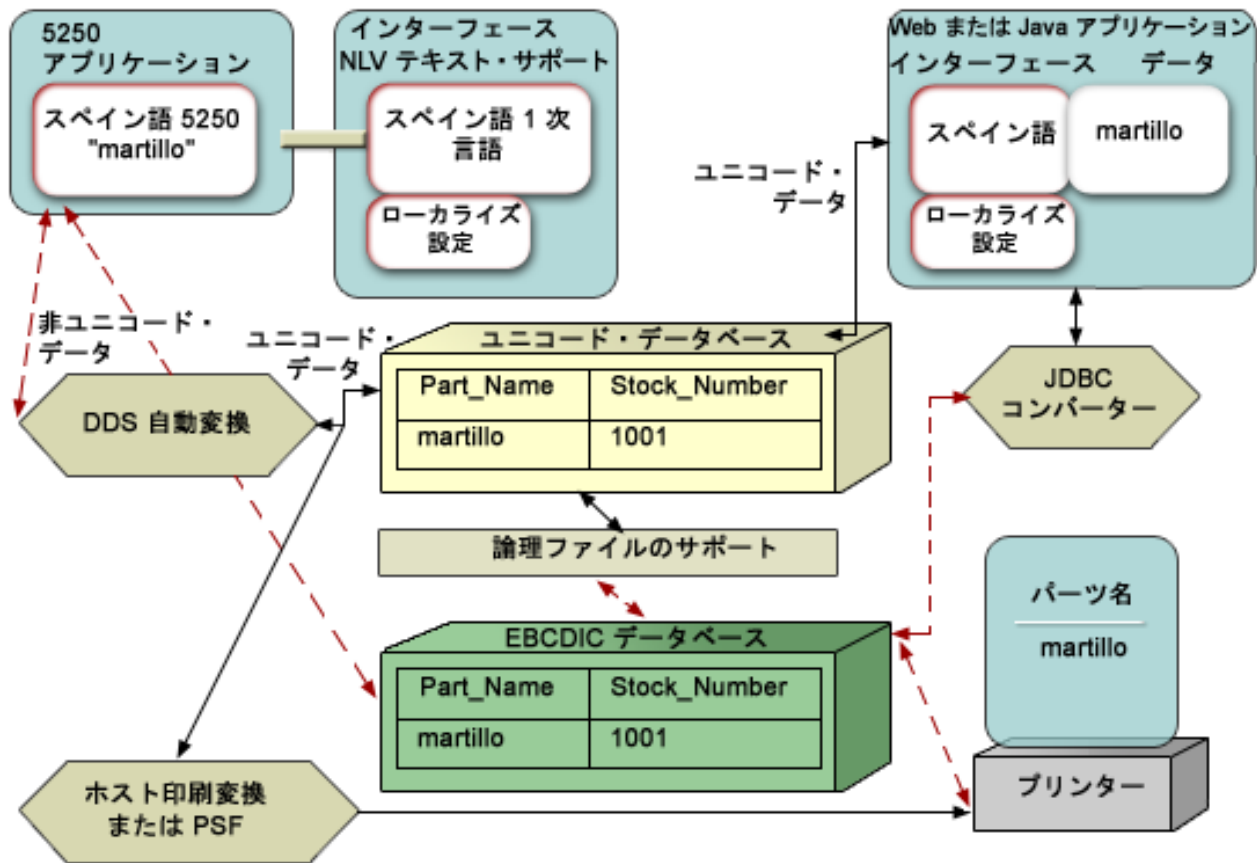 5250
アプリケーション
スペイン語 5250
"martillo"
インターフェース
NLV テキスト・サポート
スペイン語 1 次
言語
ローカライズ
設定
Web または Java アプリケーション
インターフェース データ
スペイン語
martillo
ローカライズ
設定
ユニコード・
データ
非ユニコード・
データ
ユニコード・
データ
ユニコード・データベース
Part_Name Stock_Number
martillo 1001
DDS 自動変換
JDBC
コンバーター
論理ファイルのサポート
EBCDIC データベース
Part_Name Stock_Number
martillo 1001
パーツ名
martillo
プリンター
ホスト印刷変換
または PSF